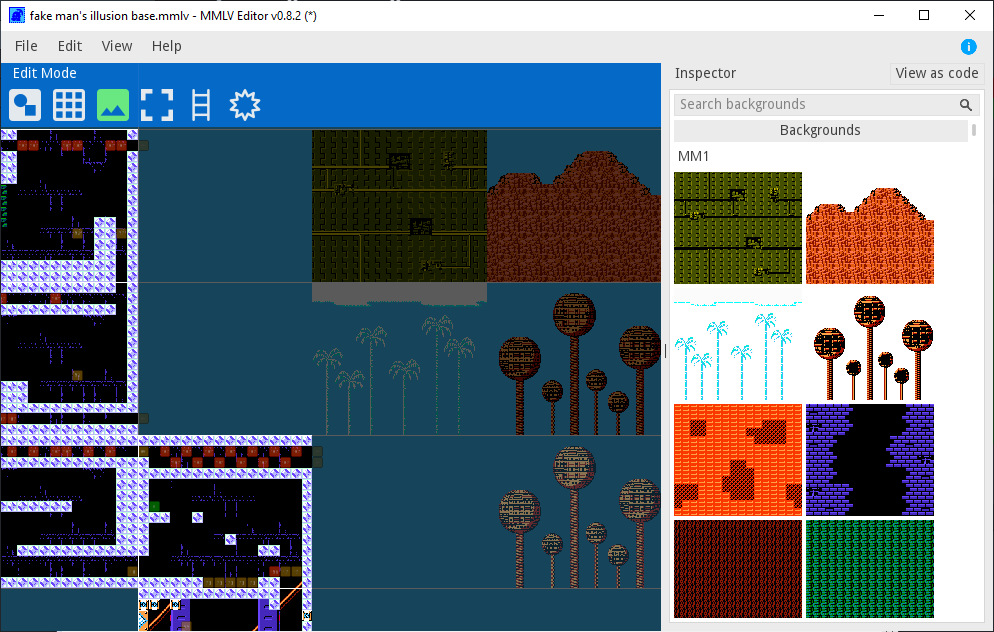 fake man's illusion base.mmlv - MMLV Editor v0.8.2 (*)
File Edit View Help
Edit Mode
Inspector
View as code
Search backgrounds
Backgrounds
MM1